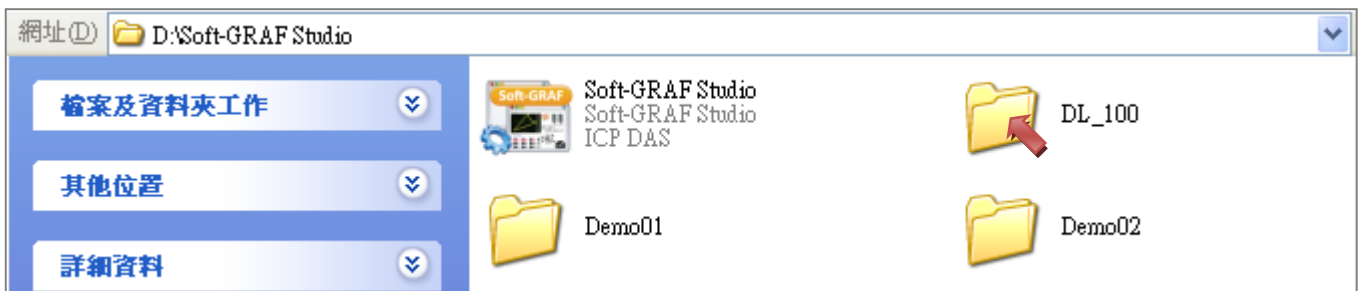 網址(D) D:\Soft-GRAF Studio
檔案及資料夾工作
其他位置
詳細資料
Soft-GRAF
Soft-GRAF Studio
Soft-GRAF Studio
ICP DAS
DL_100
Demo01
Demo02